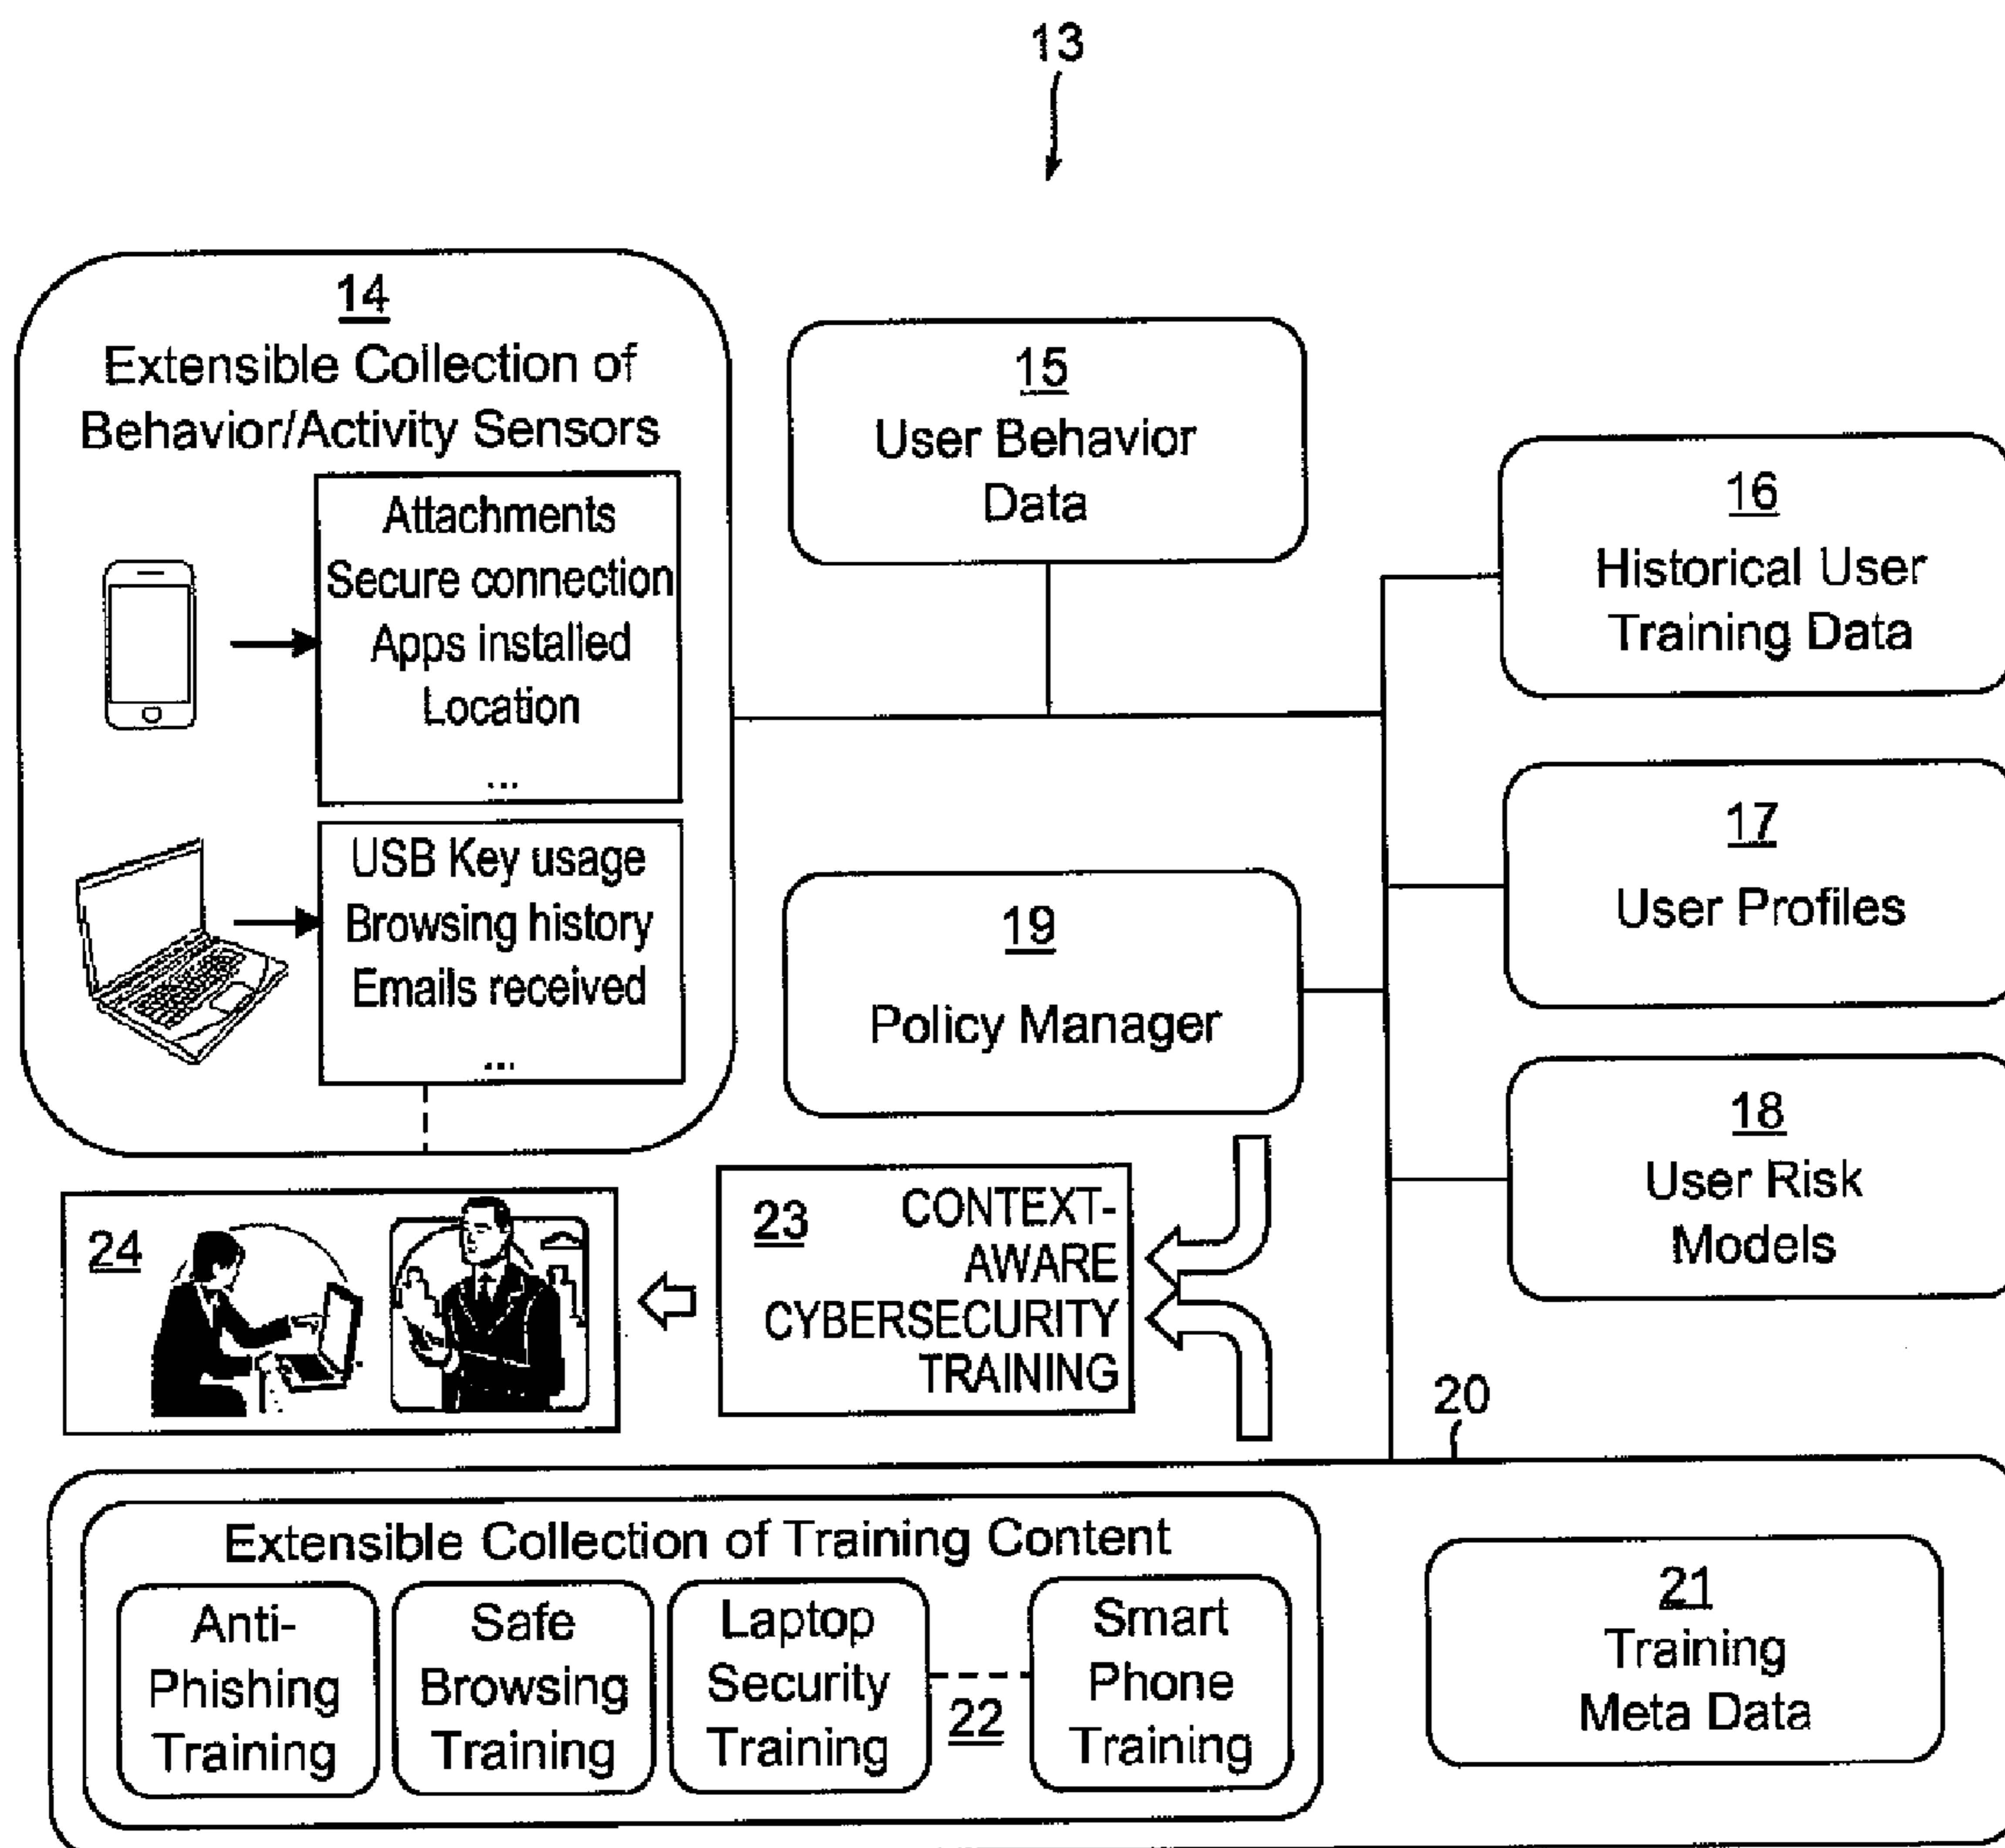 13
14
Extensible Collection of
Behavior/Activity Sensors
Attachments
Secure connection
Apps installed
Location
...
USB Key usage
Browsing history
Emails received
...
15
User Behavior
Data
16
Historical User
Training Data
17
User Profiles
19
Policy Manager
18
User Risk
Models
23
CONTEXT-
AWARE
CYBERSECURITY
TRAINING
24
20
Extensible Collection of Training Content
Anti-
Phishing
Training
Safe
Browsing
Training
Laptop
Security
Training
22
Smart
Phone
Training
21
Training
Meta Data